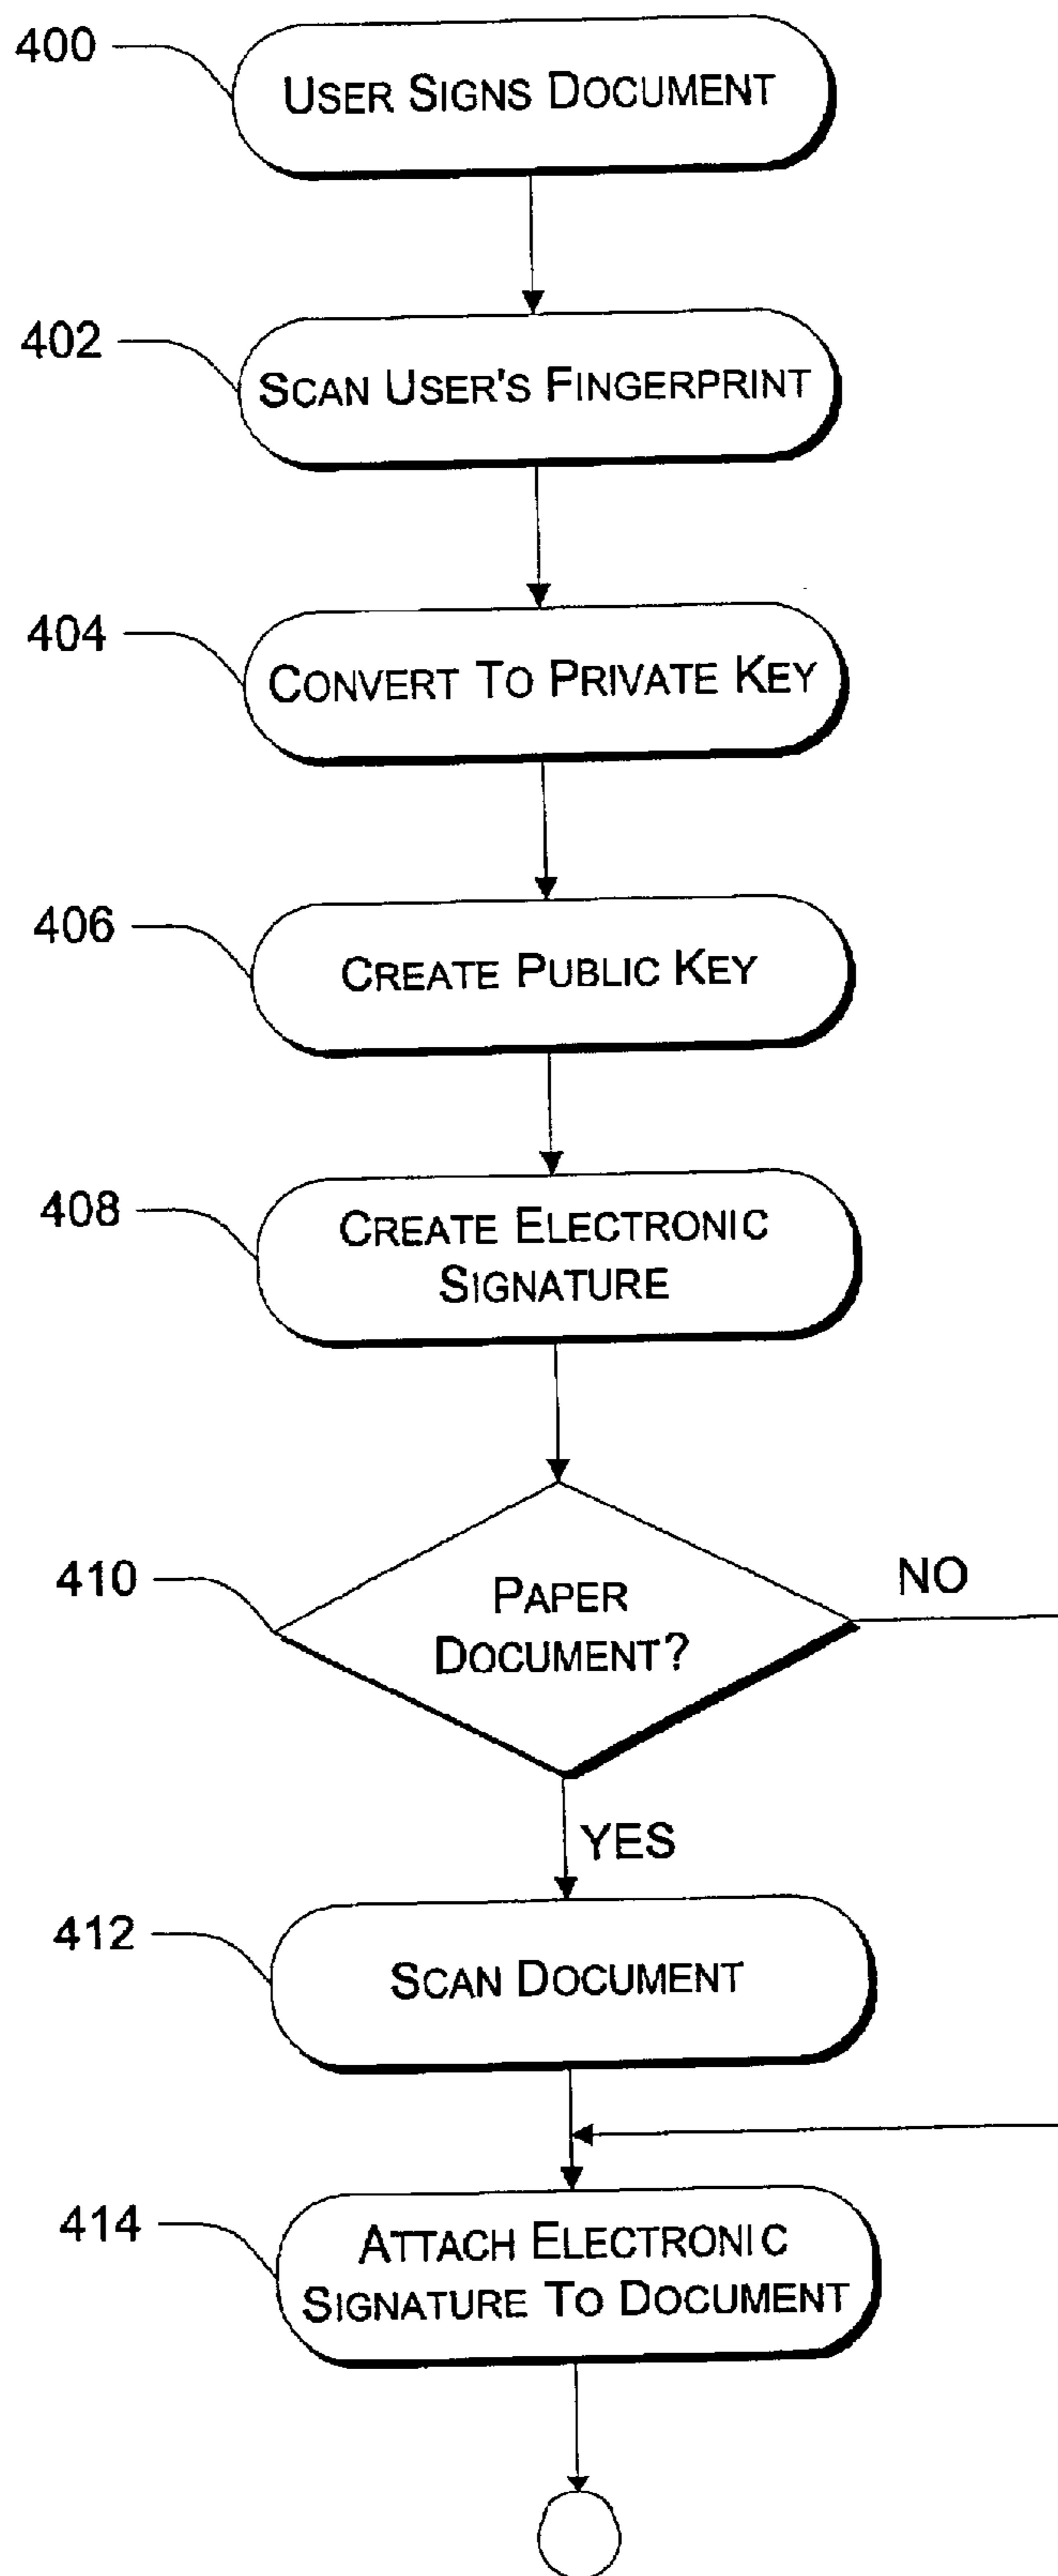 400
USER SIGNS DOCUMENT
402
SCAN USER'S FINGERPRINT
404
CONVERT TO PRIVATE KEY
406
CREATE PUBLIC KEY
408
CREATE ELECTRONIC
SIGNATURE
410
PAPER
DOCUMENT?
NO
YES
412
SCAN DOCUMENT
414
ATTACH ELECTRONIC
SIGNATURE TO DOCUMENT